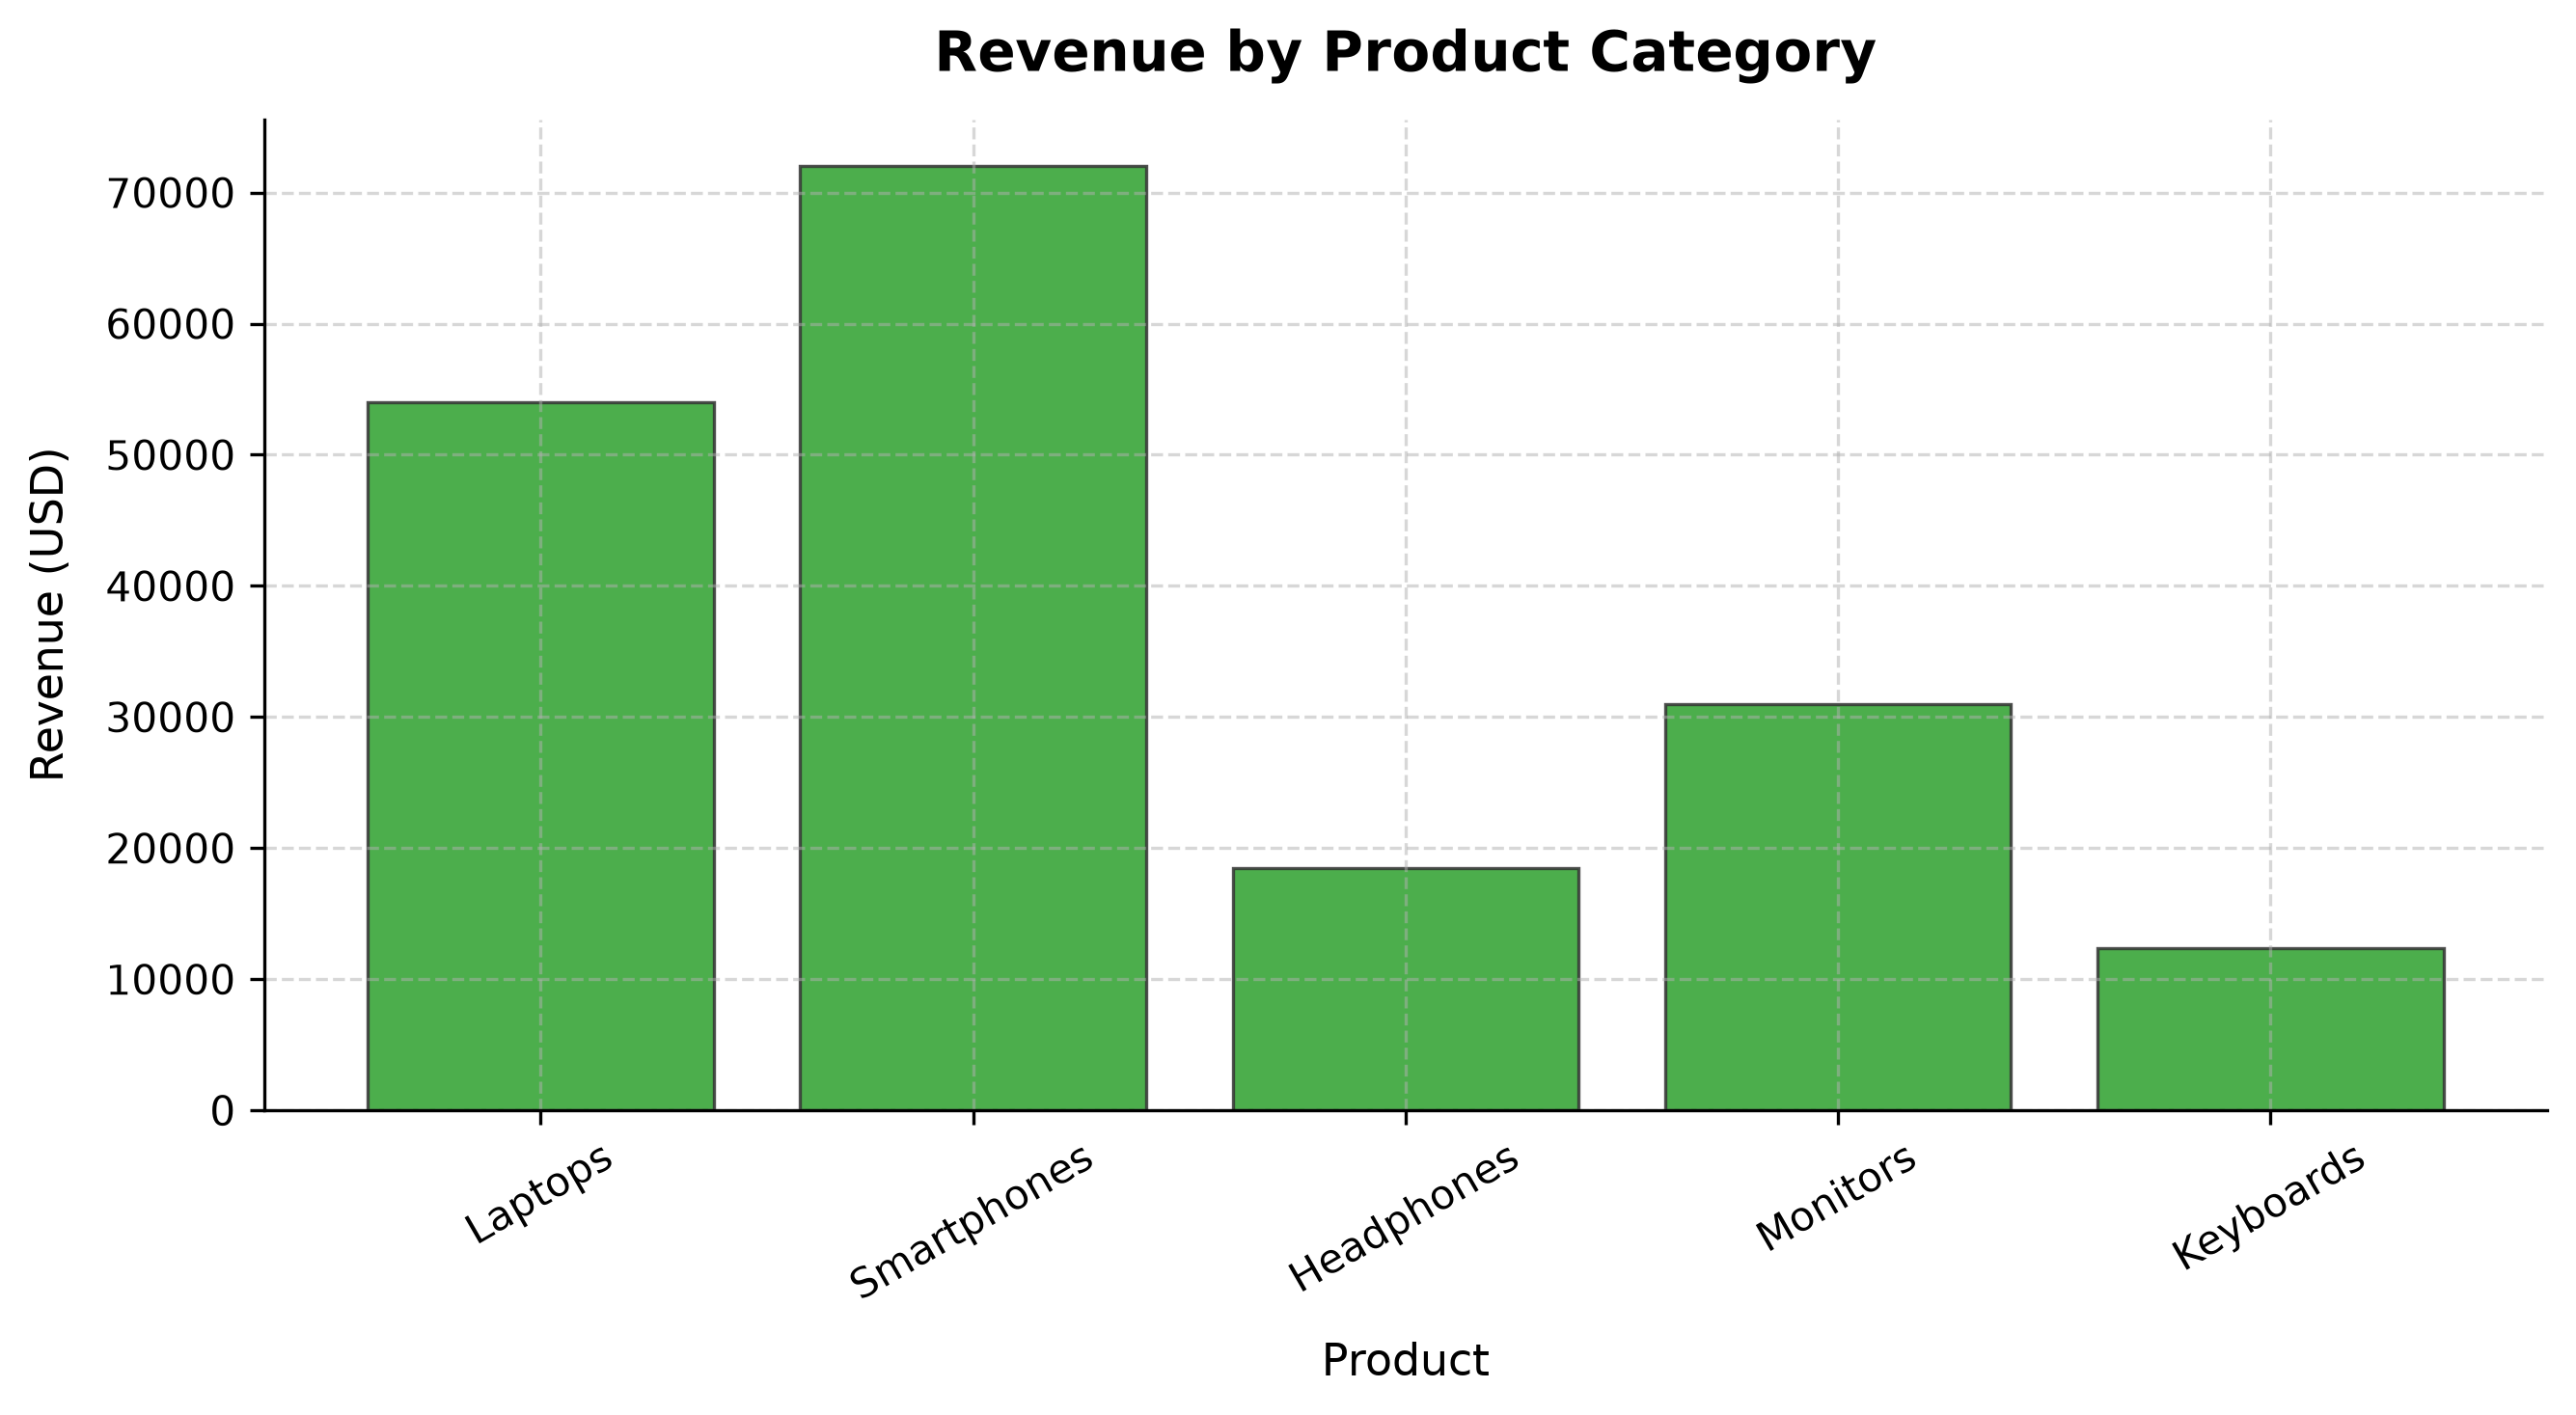 Revenue by Product Category
Revenue (USD)
70000
60000
50000
40000
30000
20000
10000
0
Laptops
Smartphones
Headphones
Monitors
Keyboards
Product